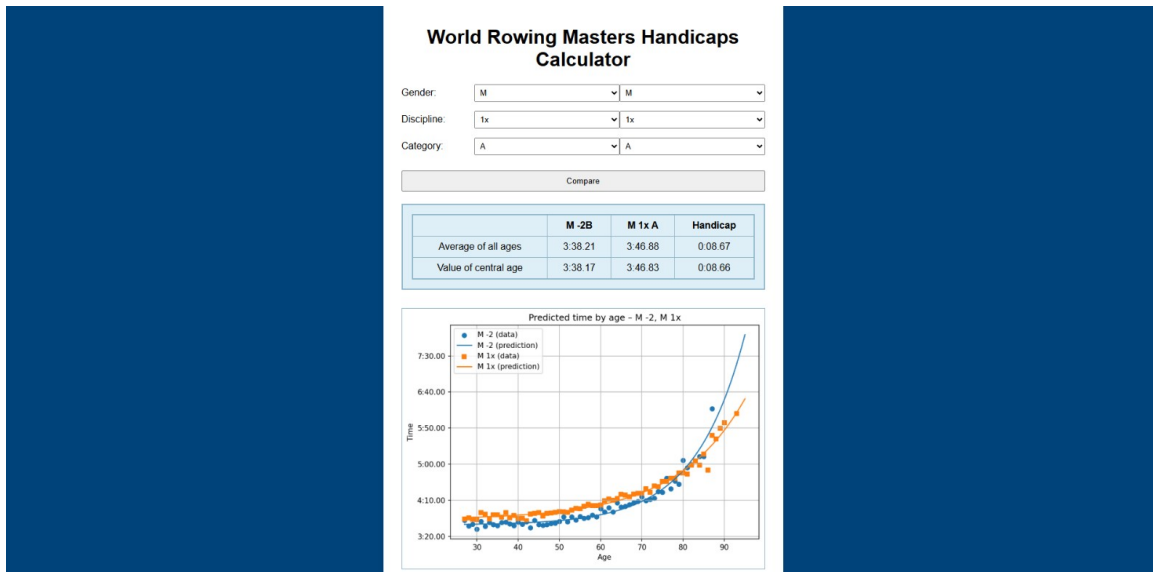 World Rowing Masters Handicaps
Calculator
Gender: M M
Discipline: 1x 1x
Category: A A
Compare
M -2B M 1x A Handicap
Average of all ages 3:38.21 3:46.88 0:08.67
Value of central age 3:38.17 3:46.83 0:08.66
Predicted time by age – M -2, M 1x
M -2 (data)
M -2 (prediction)
M 1x (data)
M 1x (prediction)
7:30.00
6:40.00
5:50.00
5:00.00
4:10.00
3:20.00
Time
30 40 50 60 70 80 90
Age